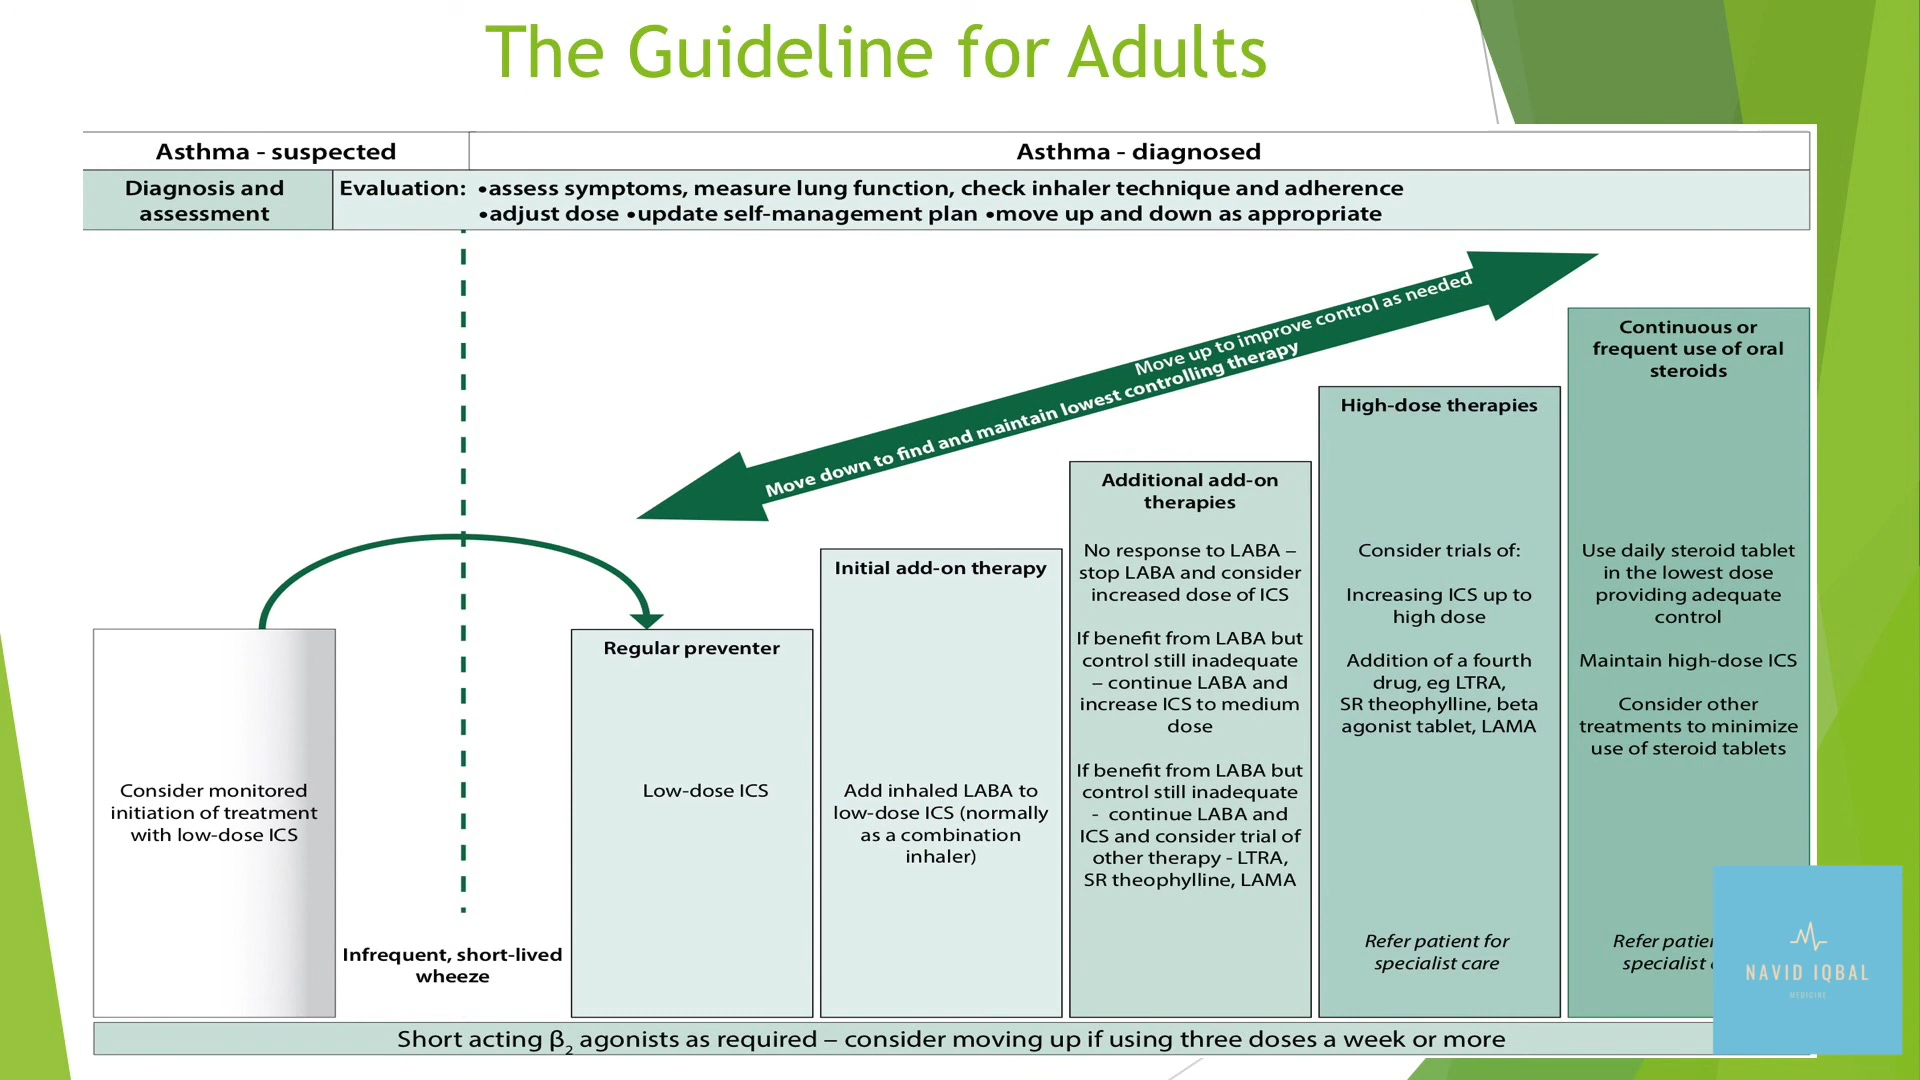 The Guideline for Adults
Asthma - suspected
Asthma - diagnosed
Diagnosis and
assessment
Evaluation: •assess symptoms, measure lung function, check inhaler technique and adherence
•adjust dose •update self-management plan •move up and down as appropriate
Move up to improve control as needed
Move down to find and maintain lowest controlling therapy
Consider monitored
initiation of treatment
with low-dose ICS
Infrequent, short-lived
wheeze
Regular preventer
Low-dose ICS
Initial add-on therapy
Add inhaled LABA to
low-dose ICS (normally
as a combination
inhaler)
Additional add-on
therapies
No response to LABA –
stop LABA and consider
increased dose of ICS
If benefit from LABA but
control still inadequate
– continue LABA and
increase ICS to medium
dose
If benefit from LABA but
control still inadequate
- continue LABA and
ICS and consider trial of
other therapy - LTRA,
SR theophylline, LAMA
High-dose therapies
Consider trials of:
Increasing ICS up to
high dose
Addition of a fourth
drug, eg LTRA,
SR theophylline, beta
agonist tablet, LAMA
Refer patient for
specialist care
Continuous or
frequent use of oral
steroids
Use daily steroid tablet
in the lowest dose
providing adequate
control
Maintain high-dose ICS
Consider other
treatments to minimize
use of steroid tablets
Refer
specialist
Short acting β2 agonists as required – consider moving up if using three doses a week or more
NAVID IQBAL
MEDICINE